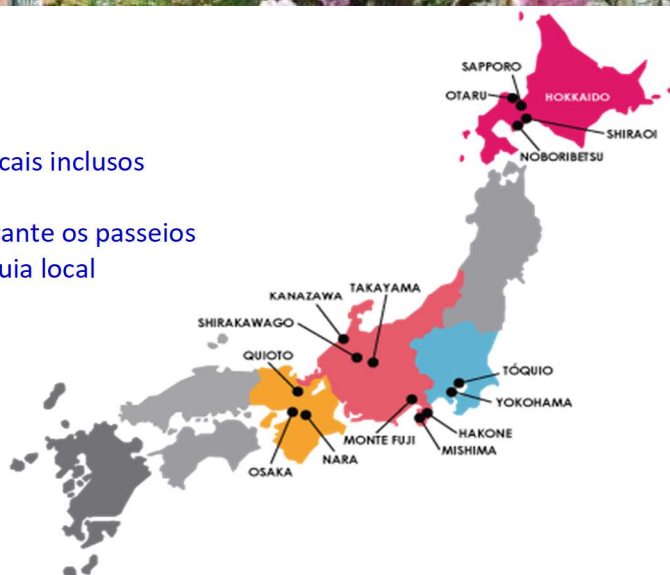 cais inclusos
ante os passeios
uia local
SAPPORO
OTARU
HOKKAIDO
SHIRAOI
NOBORIBETSU
TAKAYAMA
KANAZAWA
SHIRAKAWAGO
QUIOTO
TÓQUIO
YOKOHAMA
HAKONE
MONTE FUJI
MISHIMA
NARA
OSAKA